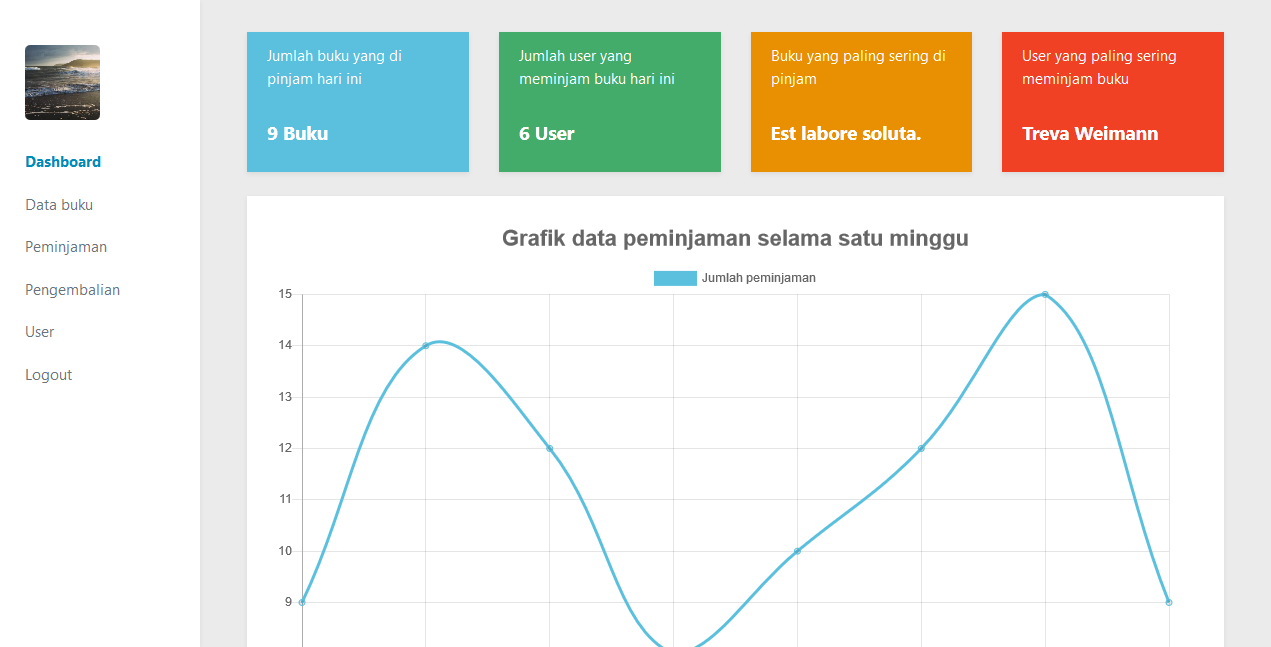 Dashboard
Data buku
Peminjaman
Pengembalian
User
Logout
Jumlah buku yang di
pinjam hari ini
9 Buku
Jumlah user yang
meminjam buku hari ini
6 User
Buku yang paling sering di
pinjam
Est labore soluta.
User yang paling sering
meminjam buku
Treva Weimann
Grafik data peminjaman selama satu minggu
Jumlah peminjaman
15
14
13
12
11
10
9